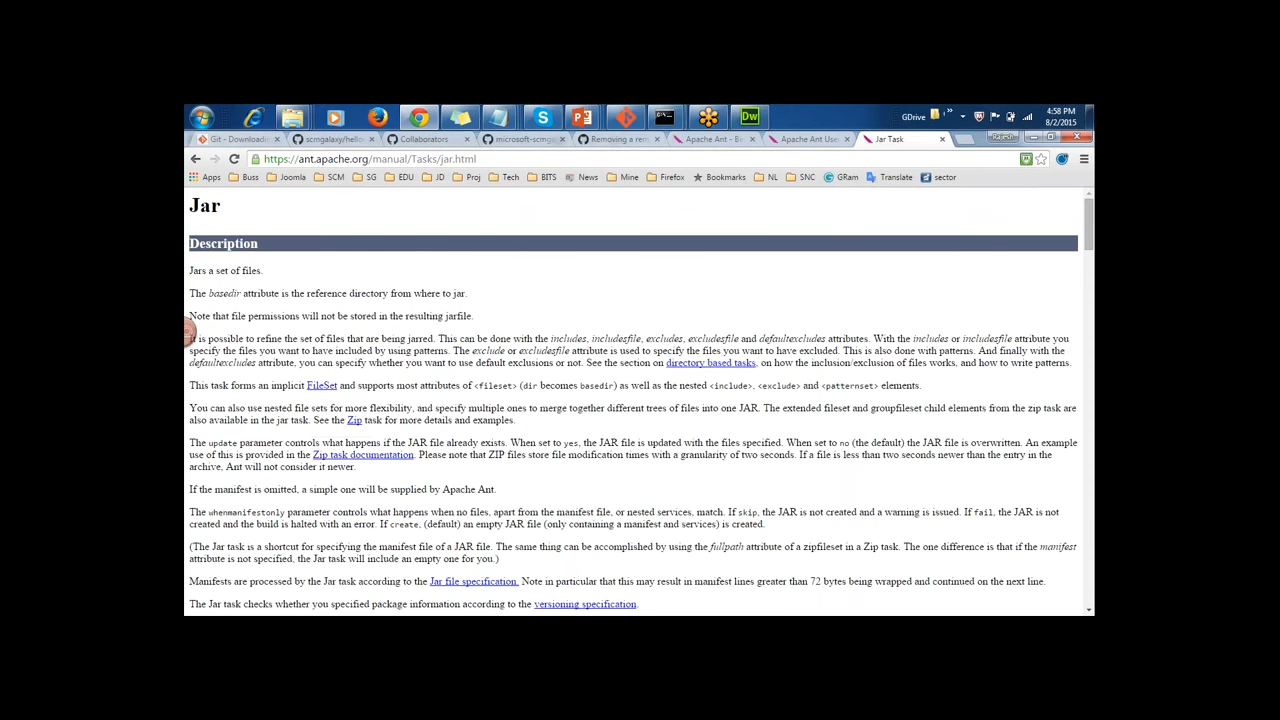 GDrive
4:58 PM
8/2/2015
Git - Downloadin
scmgalaxy/hello
Collaborators
microsoft-scmga
Removing a rem
Apache Ant - Bi
Apache Ant Use
Jar Task
https://ant.apache.org/manual/Tasks/jar.html
Apps Buss Joomla SCM SG EDU JD Proj Tech BITS News Mine Firefox Bookmarks NL SNC GRam Translate sector
Jar
Description
Jars a set of files.
The basedir attribute is the reference directory from where to jar.
Note that file permissions will not be stored in the resulting jarfile.
It is possible to refine the set of files that are being jarred. This can be done with the includes, includesfile, excludes, excludesfile and defaultexcludes attributes. With the includes or includesfile attribute you
specify the files you want to have included by using patterns. The exclude or excludesfile attribute is used to specify the files you want to have excluded. This is also done with patterns. And finally with the
defaultexcludes attribute, you can specify whether you want to use default exclusions or not. See the section on directory based tasks, on how the inclusion/exclusion of files works, and how to write patterns.
This task forms an implicit FileSet and supports most attributes of <fileset> (dir becomes basedir) as well as the nested <include>, <exclude> and <patternset> elements.
You can also use nested file sets for more flexibility, and specify multiple ones to merge together different trees of files into one JAR. The extended fileset and groupfileset child elements from the zip task are
also available in the jar task. See the Zip task for more details and examples.
The update parameter controls what happens if the JAR file already exists. When set to yes, the JAR file is updated with the files specified. When set to no (the default) the JAR file is overwritten. An example
use of this is provided in the Zip task documentation. Please note that ZIP files store file modification times with a granularity of two seconds. If a file is less than two seconds newer than the entry in the
archive, Ant will not consider it newer.
If the manifest is omitted, a simple one will be supplied by Apache Ant.
The whenmanifestonly parameter controls what happens when no files, apart from the manifest file, or nested services, match. If skip, the JAR is not created and a warning is issued. If fail, the JAR is not
created and the build is halted with an error. If create, (default) an empty JAR file (only containing a manifest and services) is created.
(The Jar task is a shortcut for specifying the manifest file of a JAR file. The same thing can be accomplished by using the fullpath attribute of a zipfileset in a Zip task. The one difference is that if the manifest
attribute is not specified, the Jar task will include an empty one for you.)
Manifests are processed by the Jar task according to the Jar file specification. Note in particular that this may result in manifest lines greater than 72 bytes being wrapped and continued on the next line.
The Jar task checks whether you specified package information according to the versioning specification.